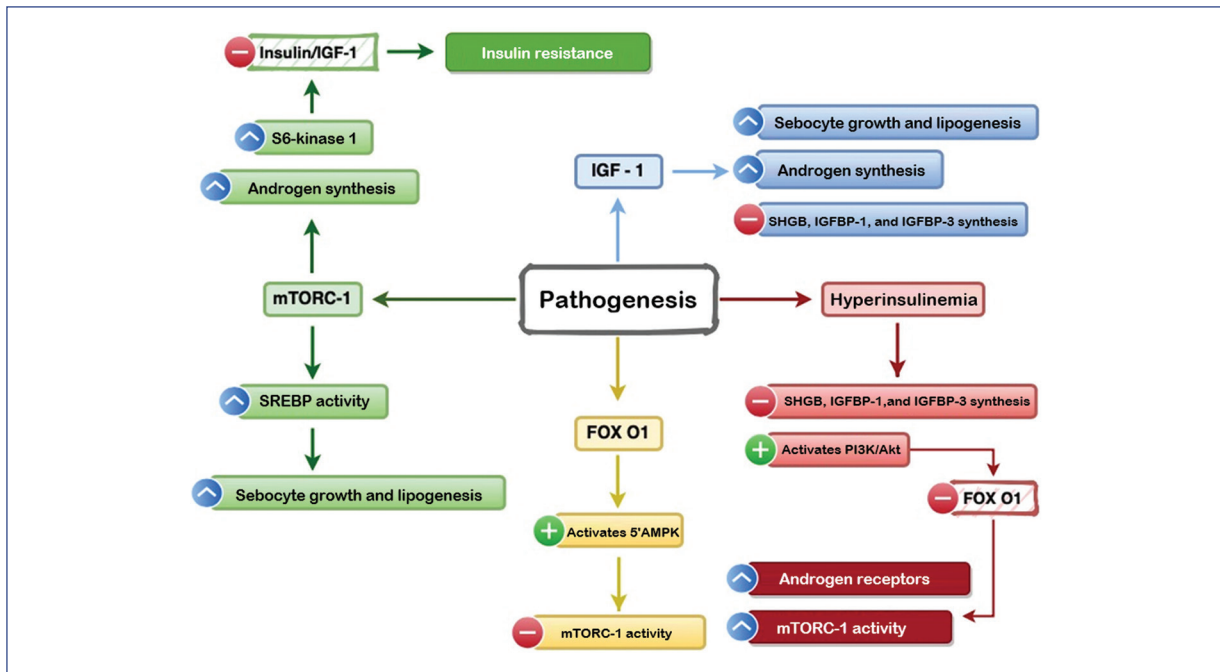 Insulin/IGF-1
Insulin resistance
S6-kinase 1
Androgen synthesis
mTORC-1
SREBP activity
Sebocyte growth and lipogenesis
IGF - 1
Sebocyte growth and lipogenesis
Androgen synthesis
SHGB, IGFBP-1, and IGFBP-3 synthesis
Pathogenesis
Hyperinsulinemia
SHGB, IGFBP-1,and IGFBP-3 synthesis
Activates PI3K/Akt
FOX O1
Androgen receptors
mTORC-1 activity
FOX O1
Activates 5'AMPK
mTORC-1 activity